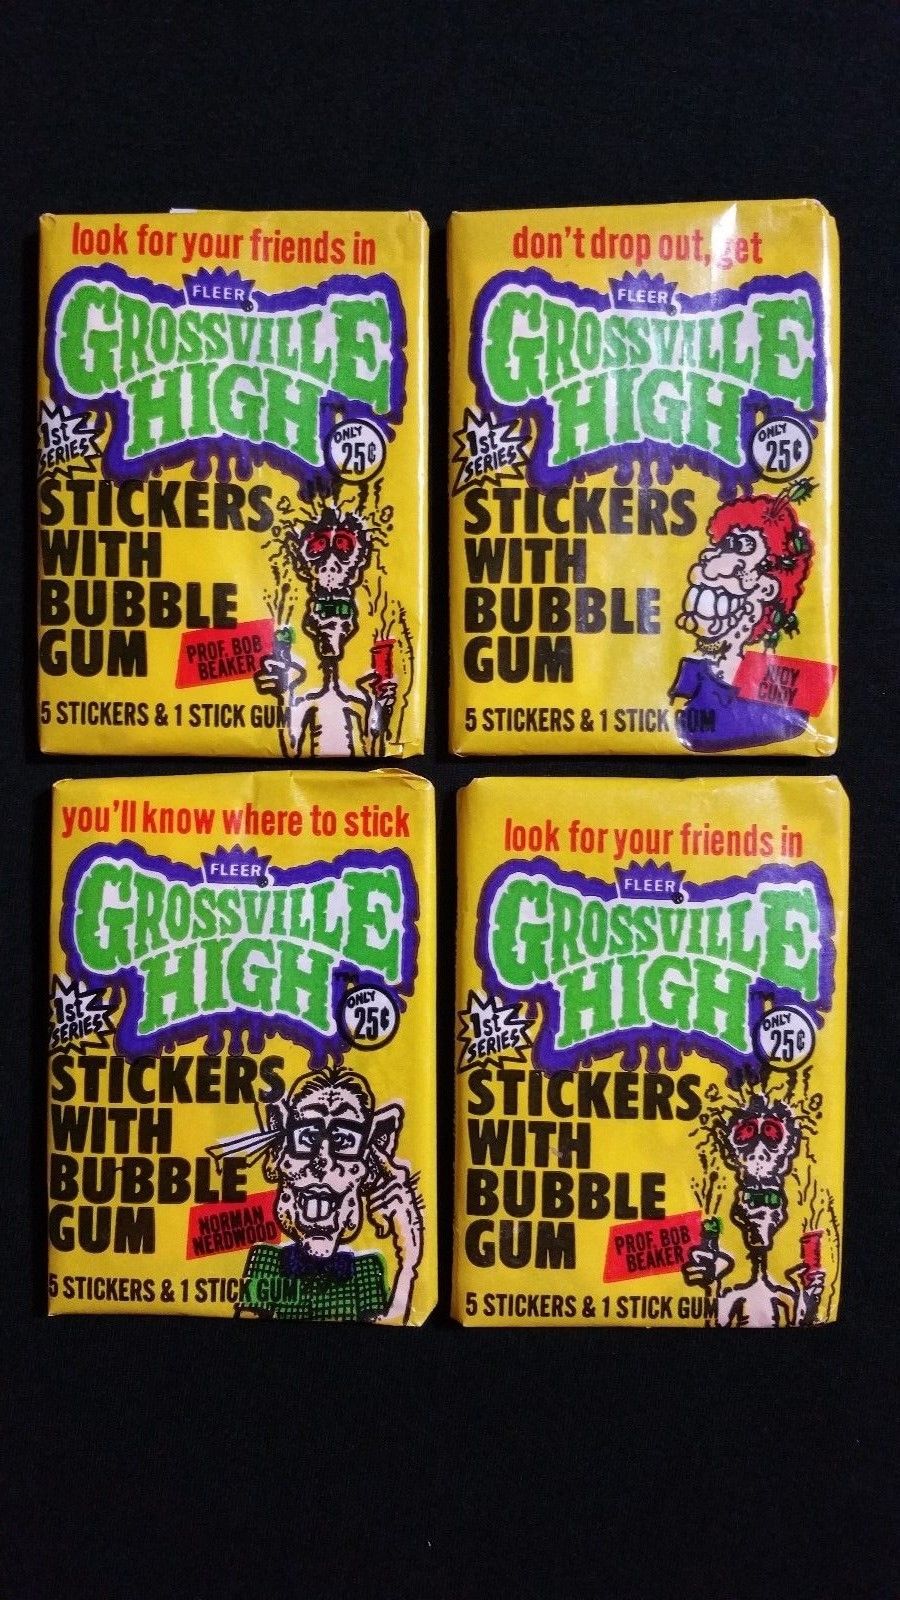 look for your friends in
FLEER
GROSSVILLE
HIGH
1st
SERIES
ONLY
25¢
STICKERS
WITH
BUBBLE
GUM
PROF. BOB
BEAKER
5 STICKERS & 1 STICK GUM
don't drop out, get
FLEER
GROSSVILLE
HIGH
1st
SERIES
ONLY
25¢
STICKERS
WITH
BUBBLE
GUM
JUDY
CUDY
5 STICKERS & 1 STICK GUM
you'll know where to stick
FLEER
GROSSVILLE
HIGH TM
1st
SERIES
ONLY
25¢
STICKERS
WITH
BUBBLE
GUM
NORMAN
NERDWOOD
5 STICKERS & 1 STICK GUM
look for your friends in
FLEER
GROSSVILLE
HIGH
1st
SERIES
ONLY
25¢
STICKERS
WITH
BUBBLE
GUM
PROF. BOB
BEAKER
5 STICKERS & 1 STICK GUM